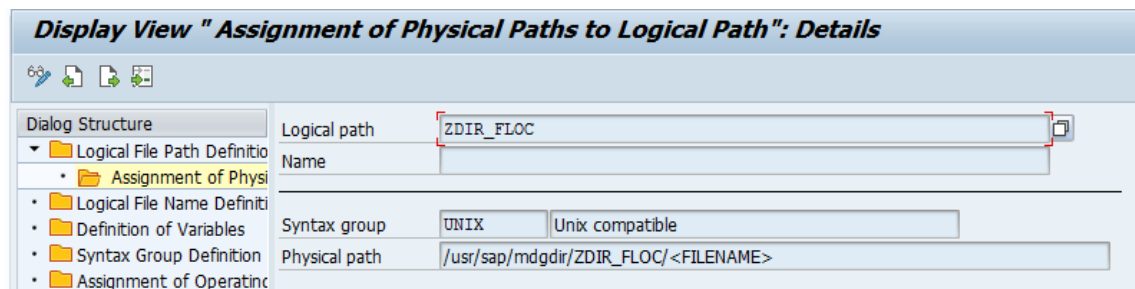 Display View " Assignment of Physical Paths to Logical Path": Details
Dialog Structure
Logical File Path Definitio
Assignment of Physi
Logical File Name Definiti
Definition of Variables
Syntax Group Definition
Assignment of Operating
Logical path ZDIR_FLOC
Name
Syntax group UNIX Unix compatible
Physical path /usr/sap/mdgdir/ZDIR_FLOC/<FILENAME>